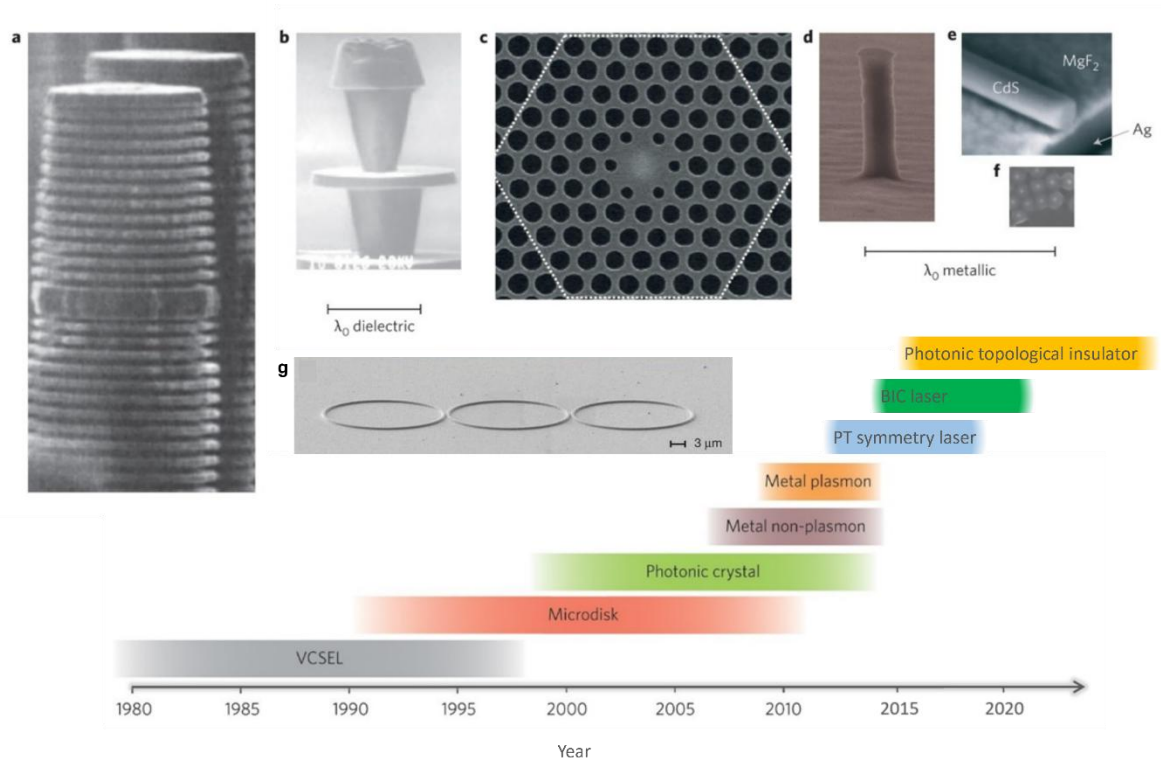 a
b
c
d
e
MgF₂
CdS
Ag
f
λ₀ metallic
λ₀ dielectric
g
3 μm
Photonic topological insulator
BIC laser
PT symmetry laser
Metal plasmon
Metal non-plasmon
Photonic crystal
Microdisk
VCSEL
1980 1985 1990 1995 2000 2005 2010 2015 2020
Year